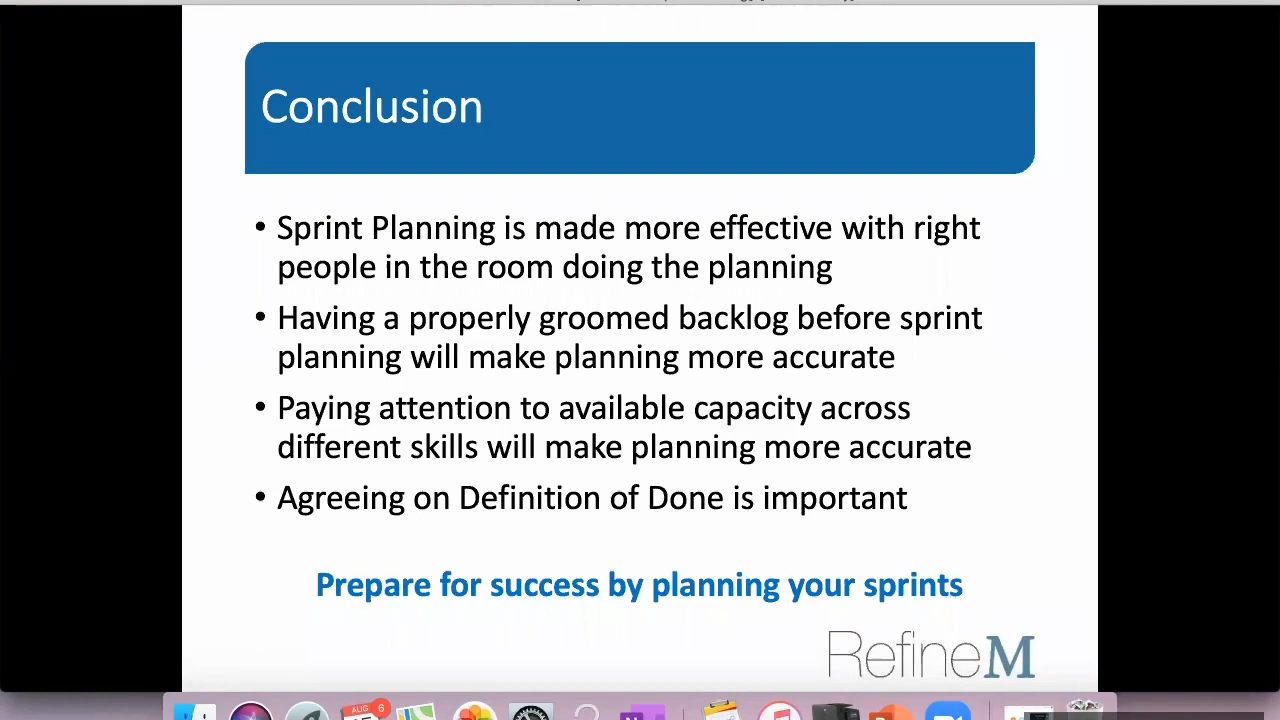 Conclusion
• Sprint Planning is made more effective with right
people in the room doing the planning
• Having a properly groomed backlog before sprint
planning will make planning more accurate
• Paying attention to available capacity across
different skills will make planning more accurate
• Agreeing on Definition of Done is important
Prepare for success by planning your sprints
RefineM
AUG 6